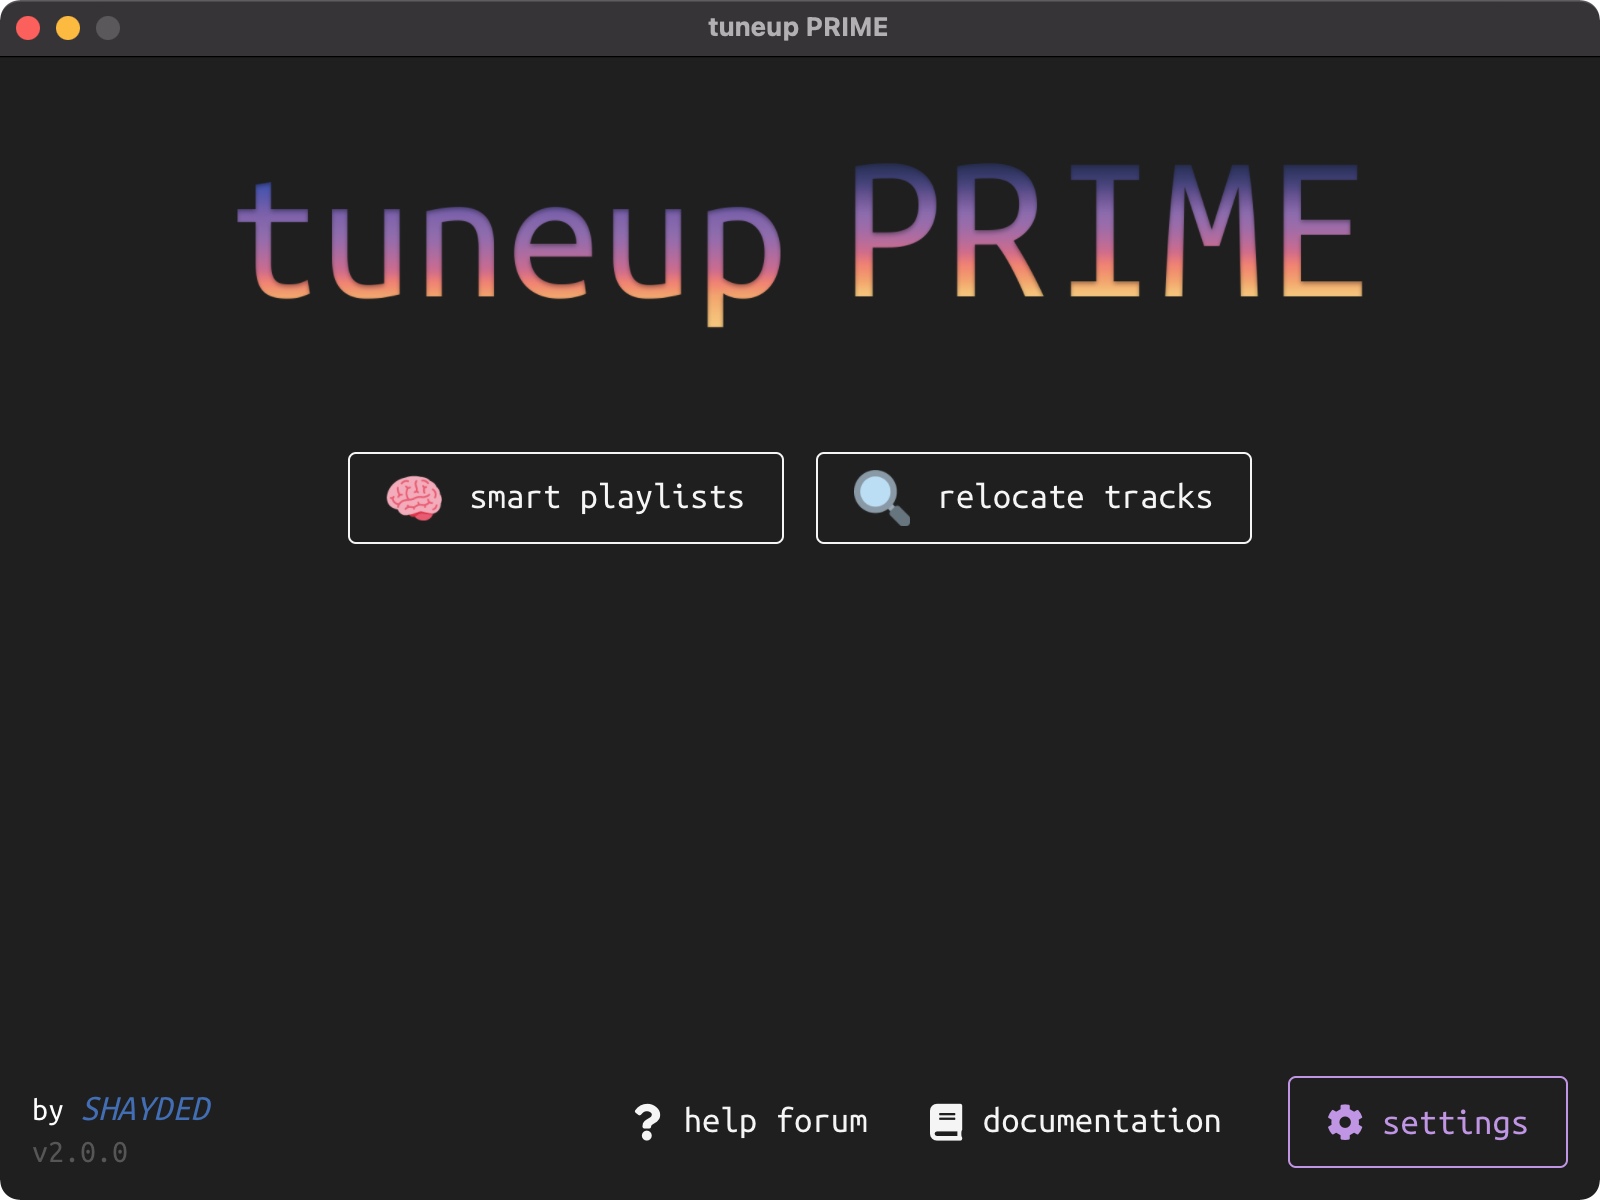 tuneup PRIME
tuneup PRIME
smart playlists
relocate tracks
by SHAYDED
v2.0.0
help forum
documentation
settings